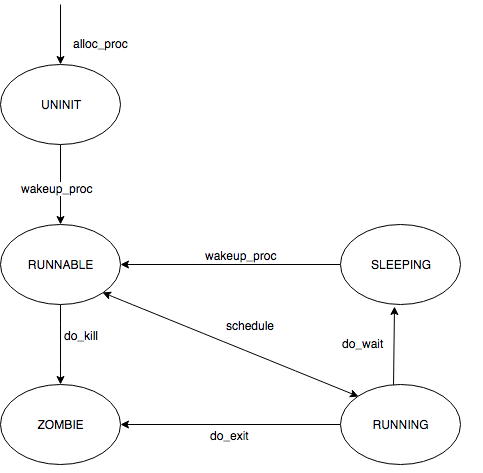 alloc_proc
UNINIT
wakeup_proc
RUNNABLE
wakeup_proc
SLEEPING
schedule
do_kill
do_wait
ZOMBIE
do_exit
RUNNING